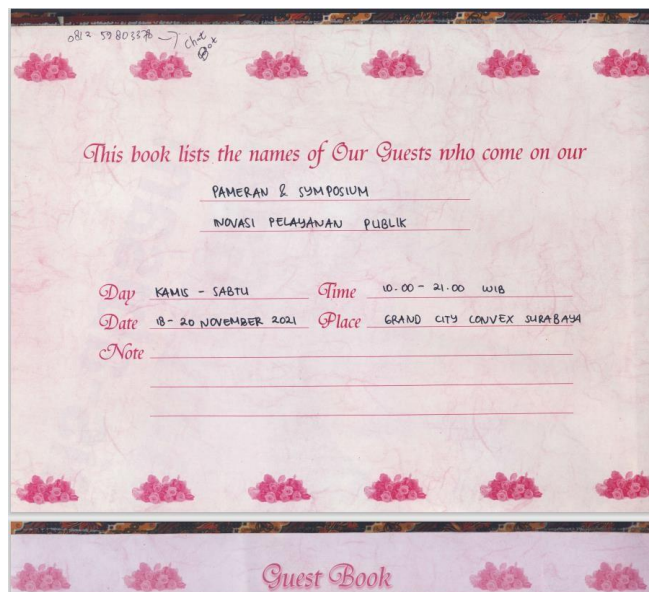 0812 59803578 → Chat Bot
This book lists the names of Our Guests who come on our
PAMERAN & SYMPOSIUM
INOVASI PELAYANAN PUBLIK
Day KAMIS - SABTU Time 10.00 - 21.00 WIB
Date 18 - 20 NOVEMBER 2021 Place GRAND CITY CONVEX SURABAYA
Note
Guest Book